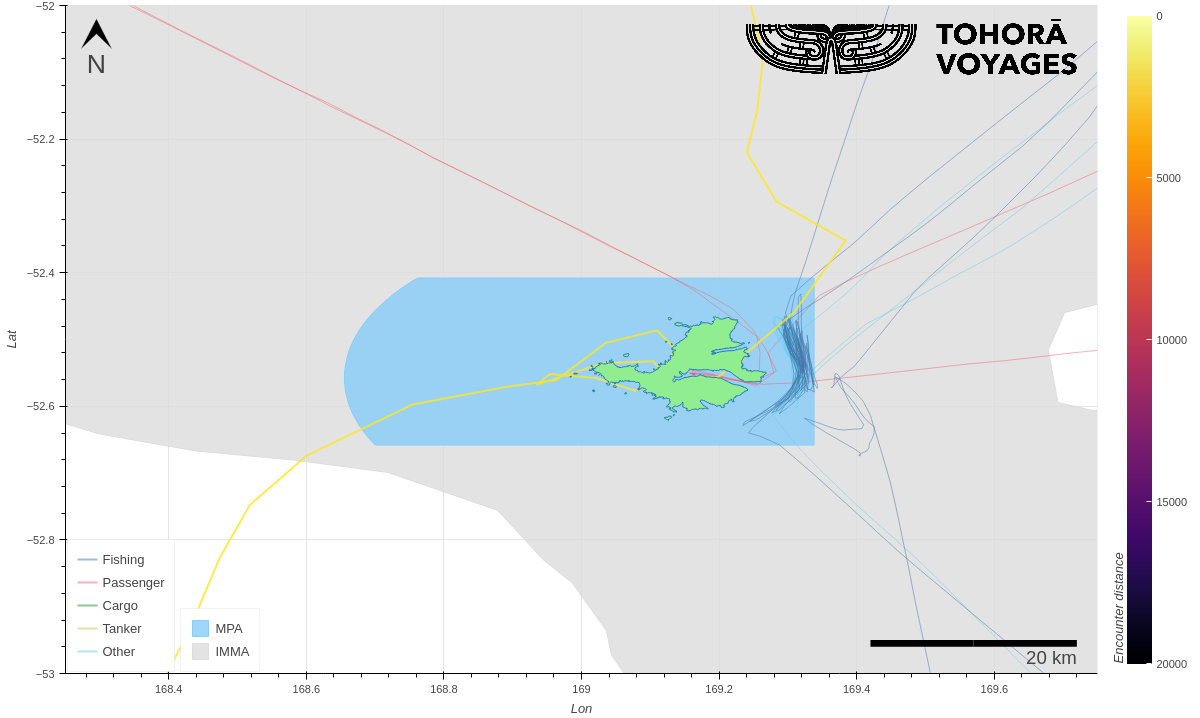 −52
−52.2
−52.4
−52.6
−52.8
−53
Lat
N
TOHORĀ
VOYAGES
Fishing
Passenger
Cargo
Tanker
Other
MPA
IMMA
20 km
168.4
168.6
168.8
169
169.2
169.4
169.6
Lon
0
5000
10000
15000
20000
Encounter distance